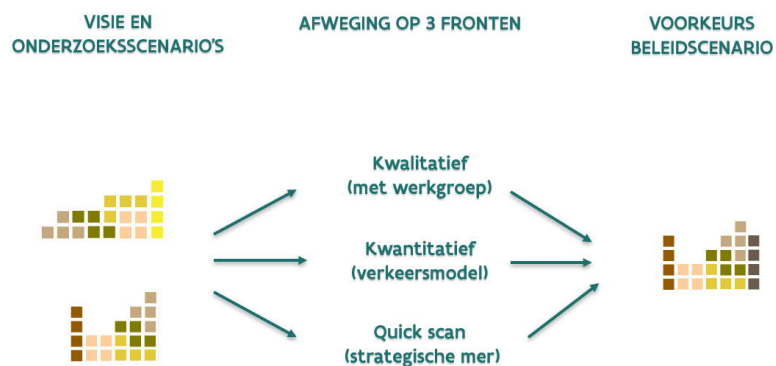 VISIE EN
ONDERZOEKSSCENARIO'S
AFWEGING OP 3 FRONTEN
VOORKEURS
BELEIDSCENARIO
Kwalitatief
(met werkgroep)
Kwantitatief
(verkeersmodel)
Quick scan
(strategische mer)